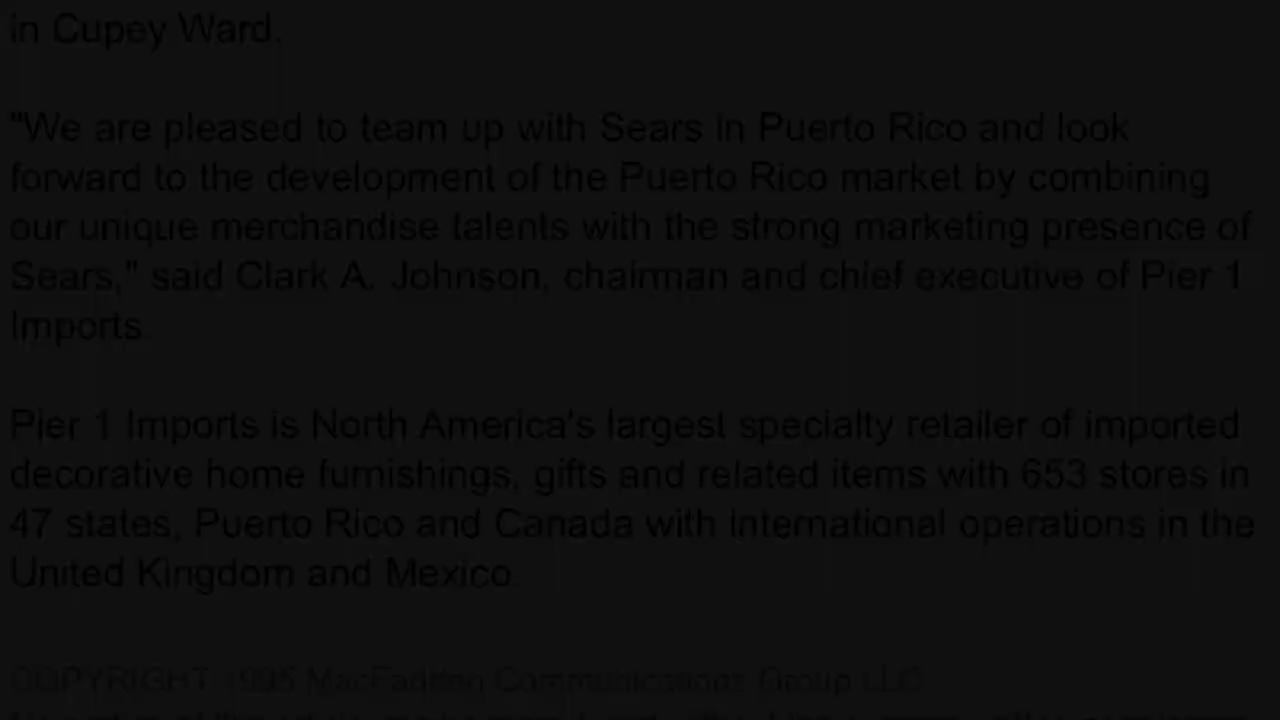 in Cupey Ward.
"We are pleased to team up with Sears in Puerto Rico and look
forward to the development of the Puerto Rico market by combining
our unique merchandise talents with the strong marketing presence of
Sears," said Clark A. Johnson, chairman and chief executive of Pier 1
Imports.
Pier 1 Imports is North America's largest specialty retailer of imported
decorative home furnishings, gifts and related items with 653 stores in
47 states, Puerto Rico and Canada with international operations in the
United Kingdom and Mexico.
COPYRIGHT 1995 MacFadden Communications Group LLC